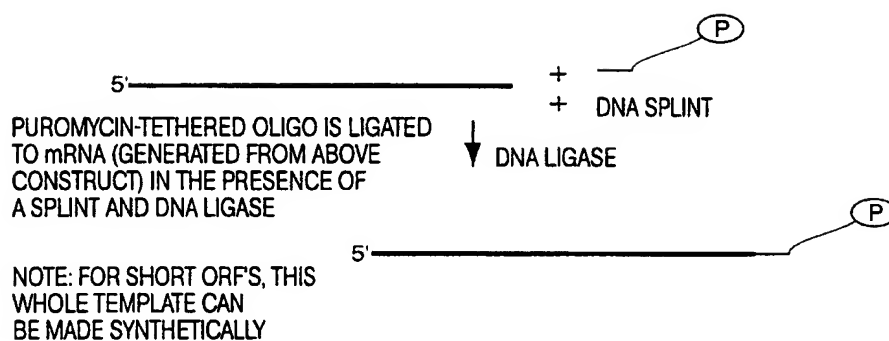 P
5'
+
+ DNA SPLINT
PUROMYCIN-TETHERED OLIGO IS LIGATED
TO mRNA (GENERATED FROM ABOVE
CONSTRUCT) IN THE PRESENCE OF
A SPLINT AND DNA LIGASE
DNA LIGASE
P
5'
NOTE: FOR SHORT ORF'S, THIS
WHOLE TEMPLATE CAN
BE MADE SYNTHETICALLY